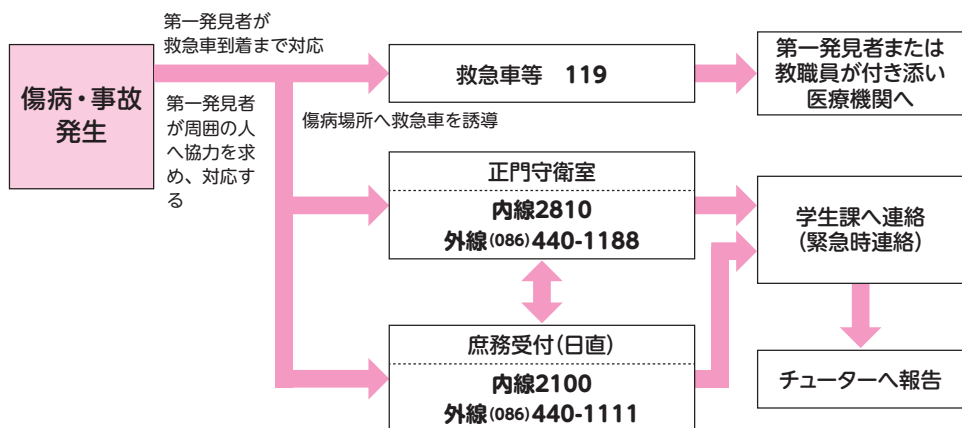 第一発見者が
救急車到着まで対応
傷病・事故
発生
第一発見者
が周囲の人
へ協力を求
め、対応す
る
救急車等 119
第一発見者または
教職員が付き添い
医療機関へ
傷病場所へ救急車を誘導
正門守衛室
内線2810
外線(086)440-1188
学生課へ連絡
(緊急時連絡)
庶務受付(日直)
内線2100
外線(086)440-1111
チューターへ報告